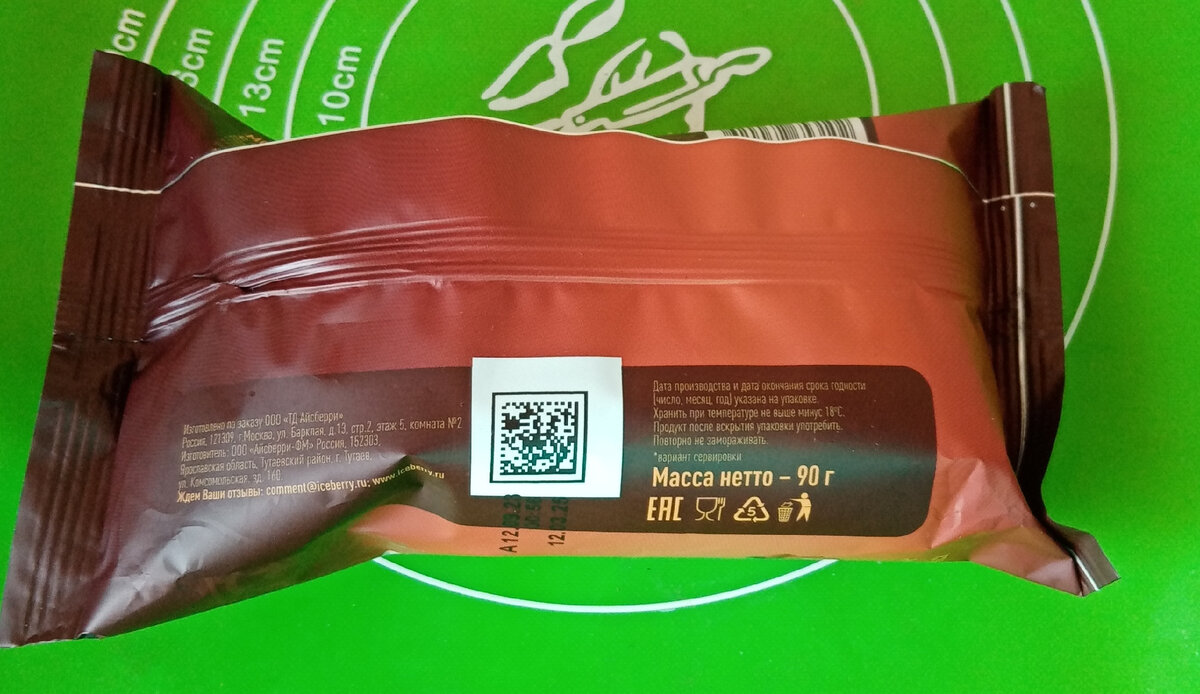 13cm
10cm
Изготовлено по заказу ООО «ТД Айсберри»
Россия, 121309, г.Москва, ул. Барклая, д.13, стр.2, этаж 5, комната №2
Изготовитель: ООО «Айсберри-ФМ» Россия, 152303,
Ярославская область, Тутаевский район, г. Тутаев,
ул. Комсомольская, зд. 160.
Ждем Ваши отзывы: comment@iceberry.ru; www.iceberry.ru
Дата производства и дата окончания срока годности
(число, месяц, год) указана на упаковке.
Хранить при температуре не выше минус 18°С.
Продукт после вскрытия упаковки употребить.
Повторно не замораживать.
*вариант сервировки
Масса нетто – 90 г
EAC
5